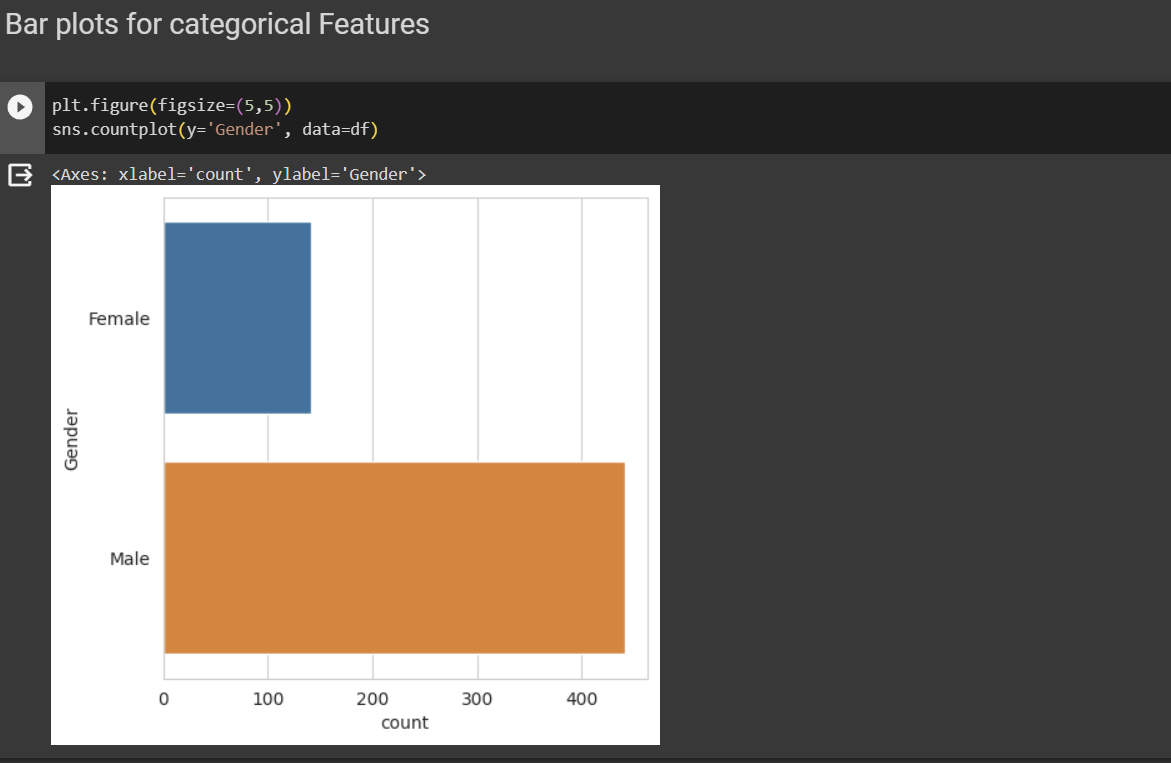 Bar plots for categorical Features
plt.figure(figsize=(5,5))
sns.countplot(y='Gender', data=df)
<Axes: xlabel='count', ylabel='Gender'>
Female
Gender
Male
0 100 200 300 400
count